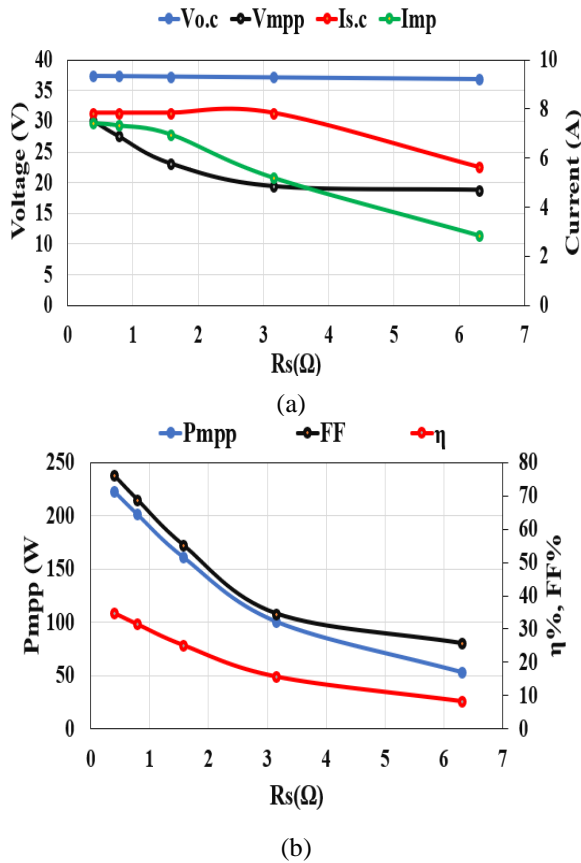 Vo.c Vmpp Is.c Imp
40 10
35
30 8
25
20 6
15 4
10
5 2
0 0
Voltage (V)
Current (A)
0 1 2 3 4 5 6 7
Rs(Ω)
(a)
Pmpp FF η
250 80
200 70
150 60
100 50
50 40
0 30
20
10
0
Pmpp (W
η%, FF%
0 1 2 3 4 5 6 7
Rs(Ω)
(b)